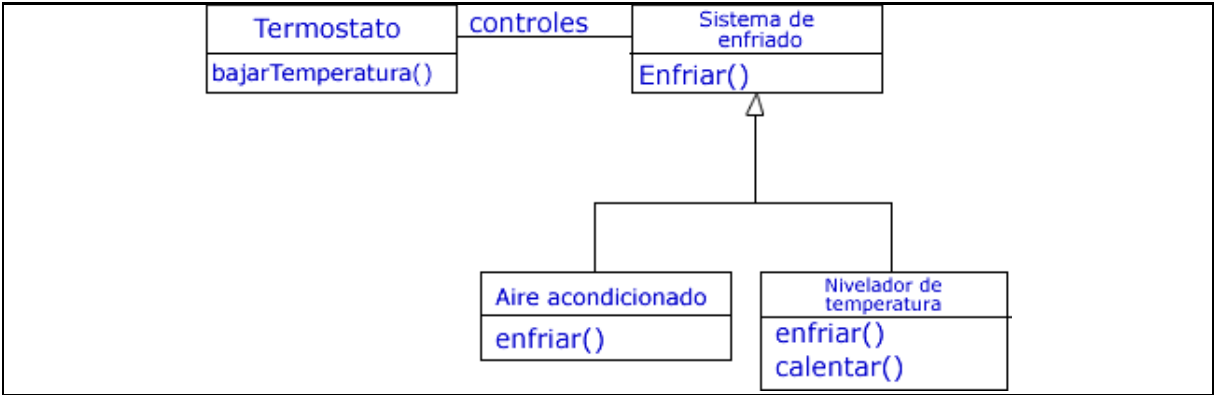 Termostato
bajarTemperatura()
controles
Sistema de
enfriado
Enfriar()
Aire acondicionado
enfriar()
Nivelador de
temperatura
enfriar()
calentar()